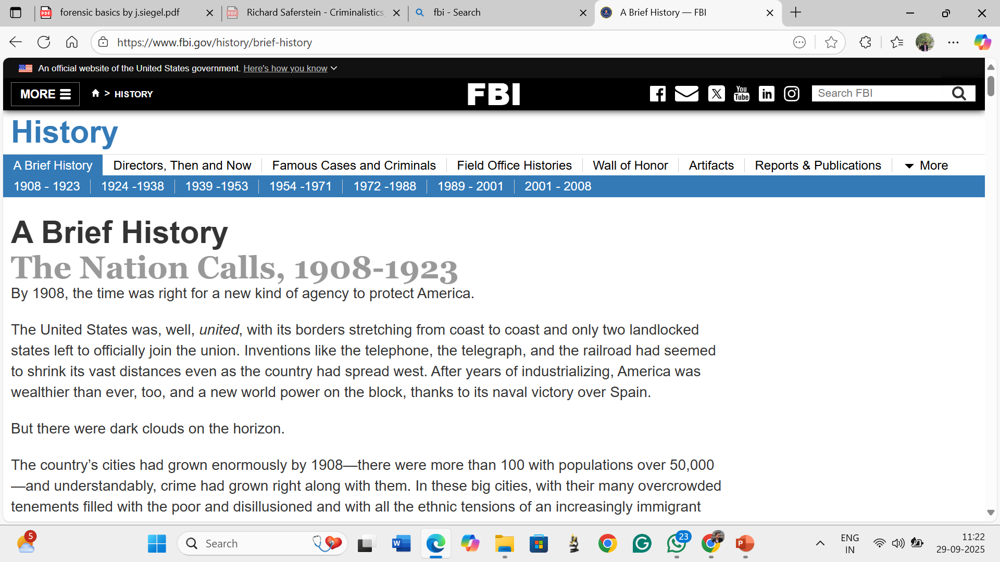 forensic basics by j.siegel.pdf
Richard Saferstein - Criminalistics
fbi - Search
A Brief History — FBI
https://www.fbi.gov/history/brief-history
An official website of the United States government. Here's how you know
MORE
> HISTORY
FBI
You
Tube
in
Search FBI
History
A Brief History
Directors, Then and Now
Famous Cases and Criminals
Field Office Histories
Wall of Honor
Artifacts
Reports & Publications
More
1908 - 1923
1924 -1938
1939 -1953
1954 -1971
1972 -1988
1989 - 2001
2001 - 2008
A Brief History
The Nation Calls, 1908-1923
By 1908, the time was right for a new kind of agency to protect America.
The United States was, well, united, with its borders stretching from coast to coast and only two landlocked
states left to officially join the union. Inventions like the telephone, the telegraph, and the railroad had seemed
to shrink its vast distances even as the country had spread west. After years of industrializing, America was
wealthier than ever, too, and a new world power on the block, thanks to its naval victory over Spain.
But there were dark clouds on the horizon.
The country’s cities had grown enormously by 1908—there were more than 100 with populations over 50,000
—and understandably, crime had grown right along with them. In these big cities, with their many overcrowded
tenements filled with the poor and disillusioned and with all the ethnic tensions of an increasingly immigrant
5
Search
W
23
P
ENG
IN
11:22
29-09-2025